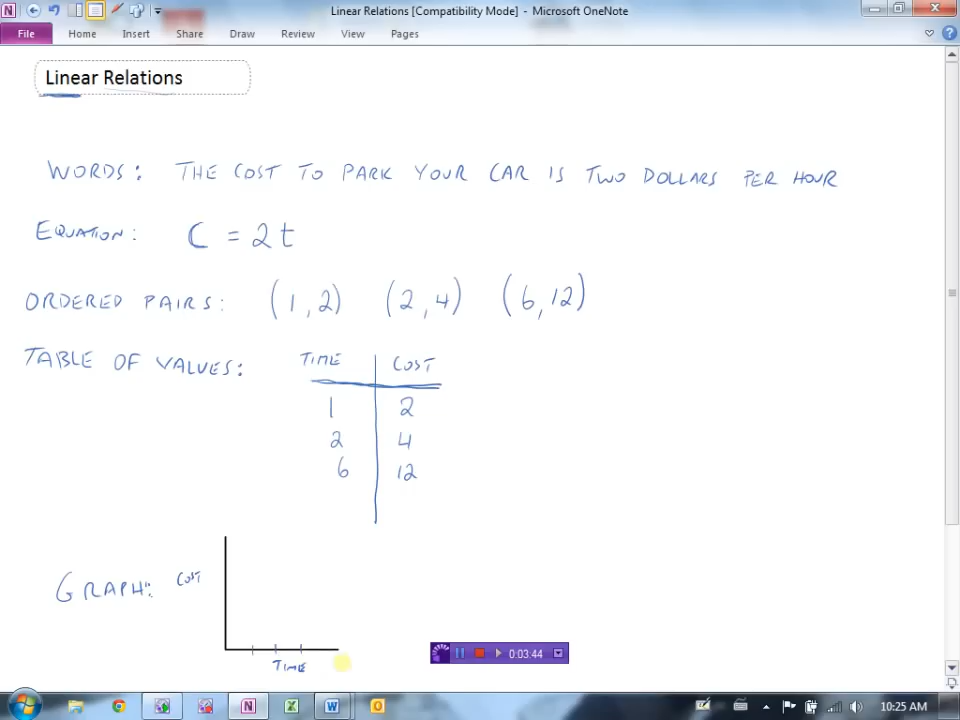 Linear Relations [Compatibility Mode] - Microsoft OneNote
File Home Insert Share Draw Review View Pages
Linear Relations
WORDS: THE COST TO PARK YOUR CAR IS TWO DOLLARS PER HOUR
EQUATION: C = 2t
ORDERED PAIRS: (1,2) (2,4) (6,12)
TABLE OF VALUES: TIME COST
1 2
2 4
6 12
GRAPH: COST
TIME
0:03:44
10:25 AM